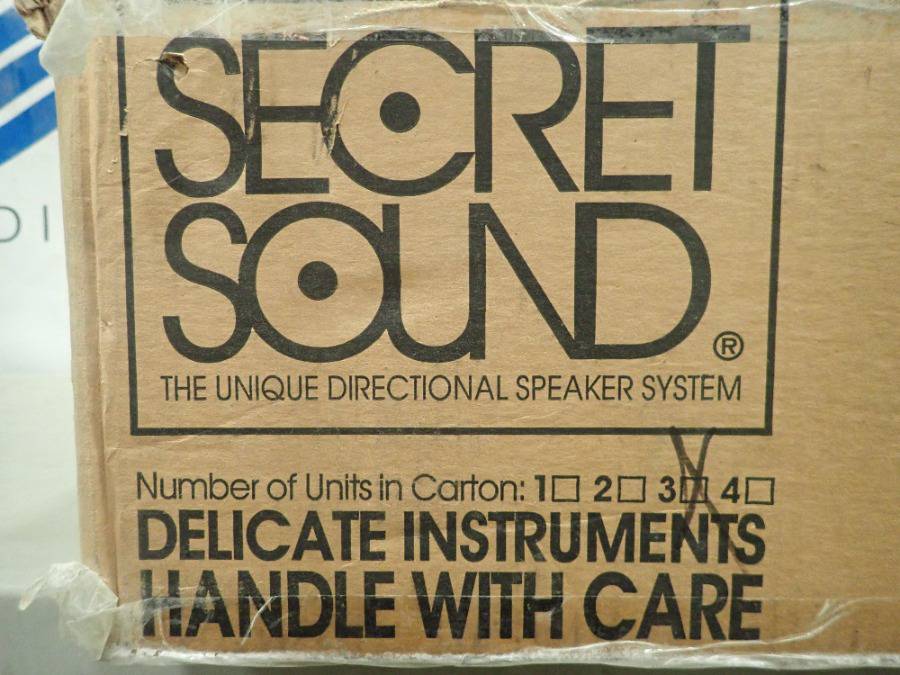 SECRET
SOUND®
THE UNIQUE DIRECTIONAL SPEAKER SYSTEM
Number of Units in Carton: 1☐ 2☐ 3☒ 4☐
DELICATE INSTRUMENTS
HANDLE WITH CARE
DI